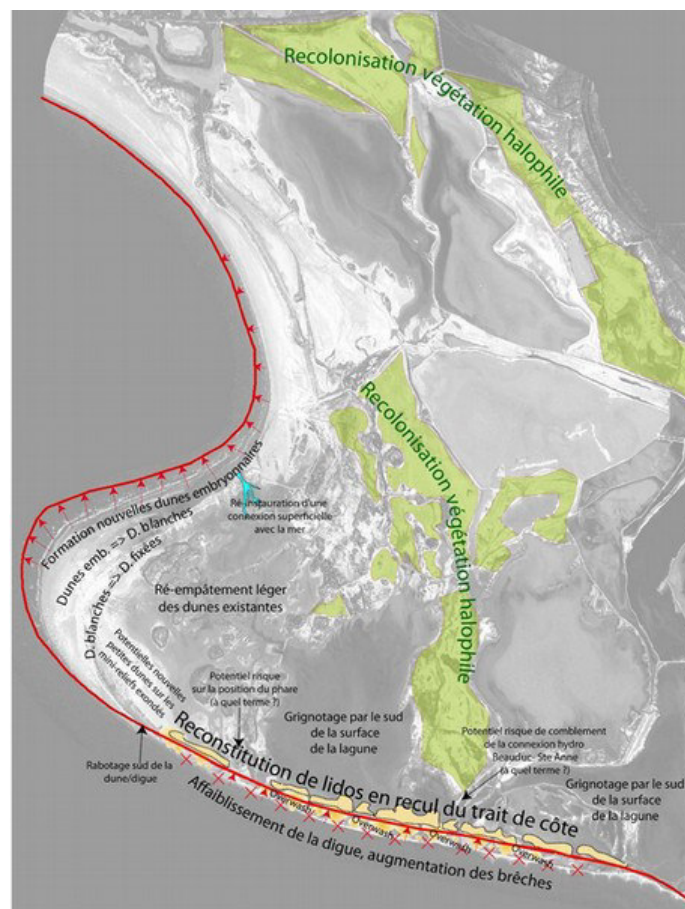 Recolonisation végétation halophile
Recolonisation végétation halophile
Formation nouvelles dunes embryonnaires
Dunes emb. => D. blanches
D. blanches => D. fixées
Ré-instauration d'une
connexion superficielle
avec la mer
Ré-empâtement léger
des dunes existantes
Potentielles nouvelles
petites dunes sur les
mini-reliefs exondés
Potentiel risque
sur la position du phare
(a quel terme ?)
Grignotage par le sud
de la surface
de la lagune
Potentiel risque de comblement
de la connexion hydro
Beauduc- Ste Anne
(a quel terme ?)
Grignotage par le sud
de la surface
de la lagune
Rabotage sud de la
dune/digue
Reconstitution de lidos en recul du trait de côte
Overwash
Overwash
Overwash
Overwash
Affaiblissement de la digue, augmentation des brêches